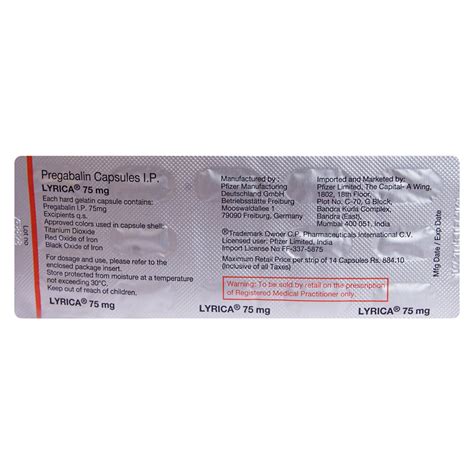 Pregabalin Capsules I.P.
LYRICA® 75 mg
Each hard gelatin capsule contains:
Pregabalin I.P. 75mg
Excipients q.s.
Approved colors used in capsule shell:
Titanium Dioxide
Red Oxide of Iron
Black Oxide of Iron
For dosage and use, please refer to the
enclosed package insert.
Store protected from moisture at a temperature
not exceeding 30°C.
Keep out of reach of children.
Manufactured by :
Pfizer Manufacturing
Deutschland GmbH
Betriebsstätte Freiburg
Mooswaldallee 1
79090 Freiburg, Germany
Imported and Marketed by:
Pfizer Limited, The Capital- A Wing,
1802, 18th Floor,
Plot No. C-70, G Block,
Bandra Kurla Complex,
Bandra (East),
Mumbai 400 051, India
®Trademark Owner C.P. Pharmaceuticals International C.V.
Licensed user: Pfizer Limited, India
Import License No FF-337-5875
Maximum Retail Price per strip of 14 Capsules Rs. 884.10
(Inclusive of all Taxes)
Warning: To be sold by retail on the prescription
of Registered Medical Practitioner only.
LYRICA® 75 mg
LYRICA® 75 mg
Mfg Date / Exp Date